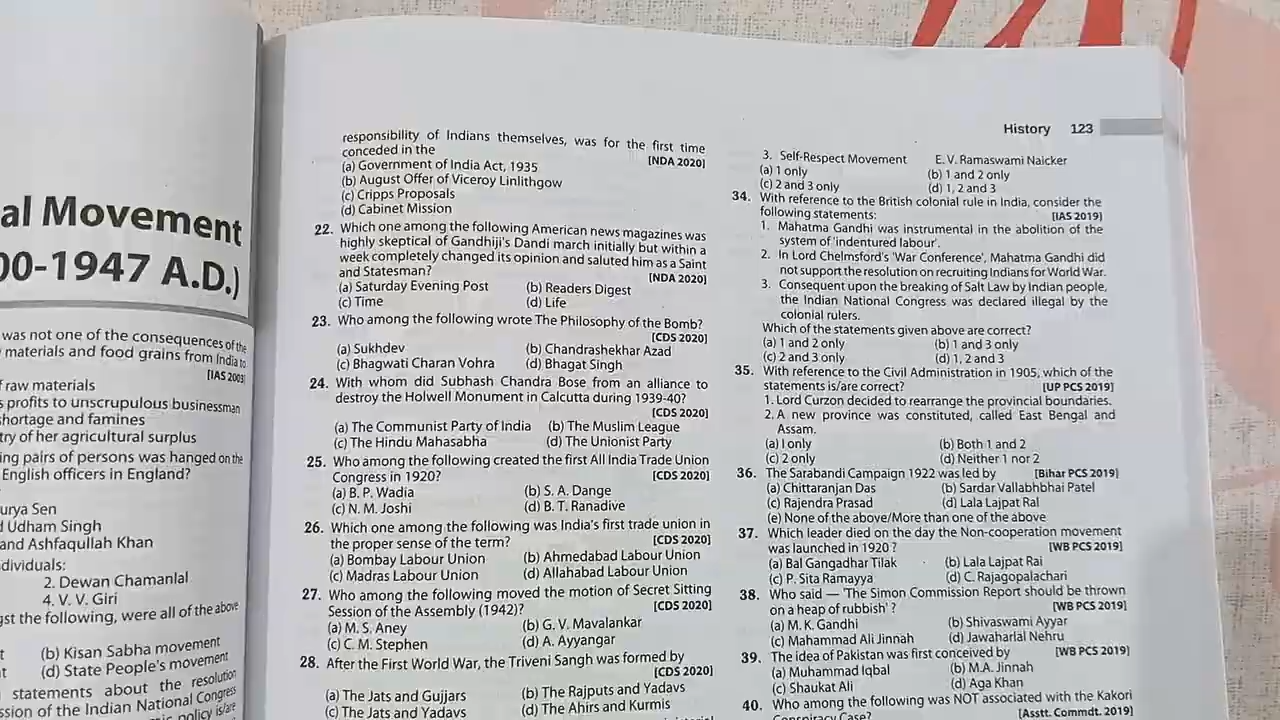 al Movement
00-1947 A.D.)
was not one of the consequences of the
materials and food grains from India to
[IAS 2003]
raw materials
s profits to unscrupulous businessman
shortage and famines
try of her agricultural surplus
ing pairs of persons was hanged on the
English officers in England?
urya Sen
d Udham Singh
and Ashfaqullah Khan
dividuals:
2. Dewan Chamanlal
4. V. V. Giri
gst the following, were all of the above
t (b) Kisan Sabha movement
t (d) State People's movement
statements about the resolution
ssion of the Indian National Congress
policy is/are
responsibility of Indians themselves, was for the first time
conceded in the [NDA 2020]
(a) Government of India Act, 1935
(b) August Offer of Viceroy Linlithgow
(c) Cripps Proposals
(d) Cabinet Mission
22. Which one among the following American news magazines was
highly skeptical of Gandhiji's Dandi march initially but within a
week completely changed its opinion and saluted him as a Saint
and Statesman? [NDA 2020]
(a) Saturday Evening Post (b) Readers Digest
(c) Time (d) Life
23. Who among the following wrote The Philosophy of the Bomb?
[CDS 2020]
(a) Sukhdev (b) Chandrashekhar Azad
(c) Bhagwati Charan Vohra (d) Bhagat Singh
24. With whom did Subhash Chandra Bose from an alliance to
destroy the Holwell Monument in Calcutta during 1939-40?
[CDS 2020]
(a) The Communist Party of India (b) The Muslim League
(c) The Hindu Mahasabha (d) The Unionist Party
25. Who among the following created the first All India Trade Union
Congress in 1920? [CDS 2020]
(a) B. P. Wadia (b) S. A. Dange
(c) N. M. Joshi (d) B. T. Ranadive
26. Which one among the following was India's first trade union in
the proper sense of the term? [CDS 2020]
(a) Bombay Labour Union (b) Ahmedabad Labour Union
(c) Madras Labour Union (d) Allahabad Labour Union
27. Who among the following moved the motion of Secret Sitting
Session of the Assembly (1942)? [CDS 2020]
(a) M. S. Aney (b) G. V. Mavalankar
(c) C. M. Stephen (d) A. Ayyangar
28. After the First World War, the Triveni Sangh was formed by
[CDS 2020]
(a) The Jats and Gujjars (b) The Rajputs and Yadavs
(c) The Jats and Yadavs (d) The Ahirs and Kurmis
History 123
3. Self-Respect Movement E. V. Ramaswami Naicker
(a) 1 only (b) 1 and 2 only
(c) 2 and 3 only (d) 1, 2 and 3
34. With reference to the British colonial rule in India, consider the
following statements: [IAS 2019]
1. Mahatma Gandhi was instrumental in the abolition of the
system of 'indentured labour'.
2. In Lord Chelmsford's 'War Conference', Mahatma Gandhi did
not support the resolution on recruiting Indians for World War.
3. Consequent upon the breaking of Salt Law by Indian people,
the Indian National Congress was declared illegal by the
colonial rulers.
Which of the statements given above are correct?
(a) 1 and 2 only (b) 1 and 3 only
(c) 2 and 3 only (d) 1, 2 and 3
35. With reference to the Civil Administration in 1905, which of the
statements is/are correct? [UP PCS 2019]
1. Lord Curzon decided to rearrange the provincial boundaries.
2. A new province was constituted, called East Bengal and
Assam.
(a) I only (b) Both 1 and 2
(c) 2 only (d) Neither 1 nor 2
36. The Sarabandi Campaign 1922 was led by [Bihar PCS 2019]
(a) Chittaranjan Das (b) Sardar Vallabhbhai Patel
(c) Rajendra Prasad (d) Lala Lajpat Ral
(e) None of the above/More than one of the above
37. Which leader died on the day the Non-cooperation movement
was launched in 1920 ? [WB PCS 2019]
(a) Bal Gangadhar Tilak (b) Lala Lajpat Rai
(c) P. Sita Ramayya (d) C. Rajagopalachari
38. Who said — 'The Simon Commission Report should be thrown
on a heap of rubbish' ? [WB PCS 2019]
(a) M. K. Gandhi (b) Shivaswami Ayyar
(c) Mahammad Ali Jinnah (d) Jawaharlal Nehru
39. The idea of Pakistan was first conceived by [WB PCS 2019]
(a) Muhammad Iqbal (b) M.A. Jinnah
(c) Shaukat Ali (d) Aga Khan
40. Who among the following was NOT associated with the Kakori
Conspiracy Case? [Asstt. Commdt. 2019]